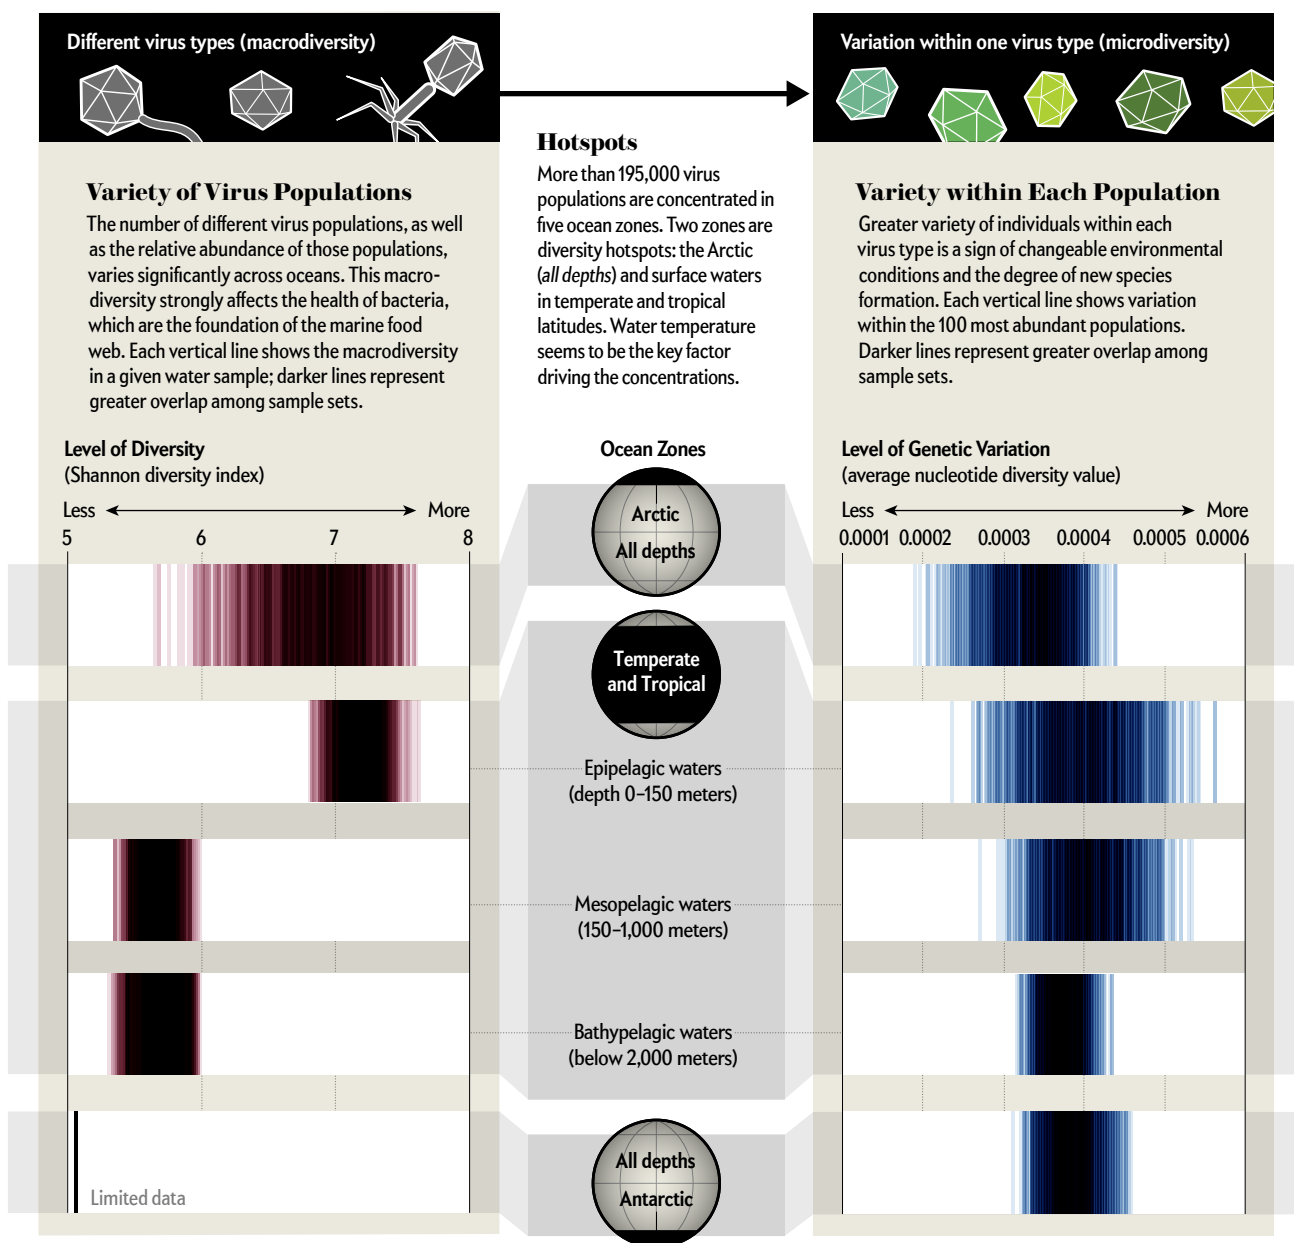 Different virus types (macrodiversity)
Variety of Virus Populations
The number of different virus populations, as well
as the relative abundance of those populations,
varies significantly across oceans. This macro-
diversity strongly affects the health of bacteria,
which are the foundation of the marine food
web. Each vertical line shows the macrodiversity
in a given water sample; darker lines represent
greater overlap among sample sets.
Hotspots
More than 195,000 virus
populations are concentrated in
five ocean zones. Two zones are
diversity hotspots: the Arctic
(all depths) and surface waters
in temperate and tropical
latitudes. Water temperature
seems to be the key factor
driving the concentrations.
Variation within one virus type (microdiversity)
Variety within Each Population
Greater variety of individuals within each
virus type is a sign of changeable environmental
conditions and the degree of new species
formation. Each vertical line shows variation
within the 100 most abundant populations.
Darker lines represent greater overlap among
sample sets.
Level of Diversity
(Shannon diversity index)
Less More
5 6 7 8
Limited data
Ocean Zones
Arctic
All depths
Temperate
and Tropical
Epipelagic waters
(depth 0–150 meters)
Mesopelagic waters
(150–1,000 meters)
Bathypelagic waters
(below 2,000 meters)
All depths
Antarctic
Level of Genetic Variation
(average nucleotide diversity value)
Less More
0.0001 0.0002 0.0003 0.0004 0.0005 0.0006